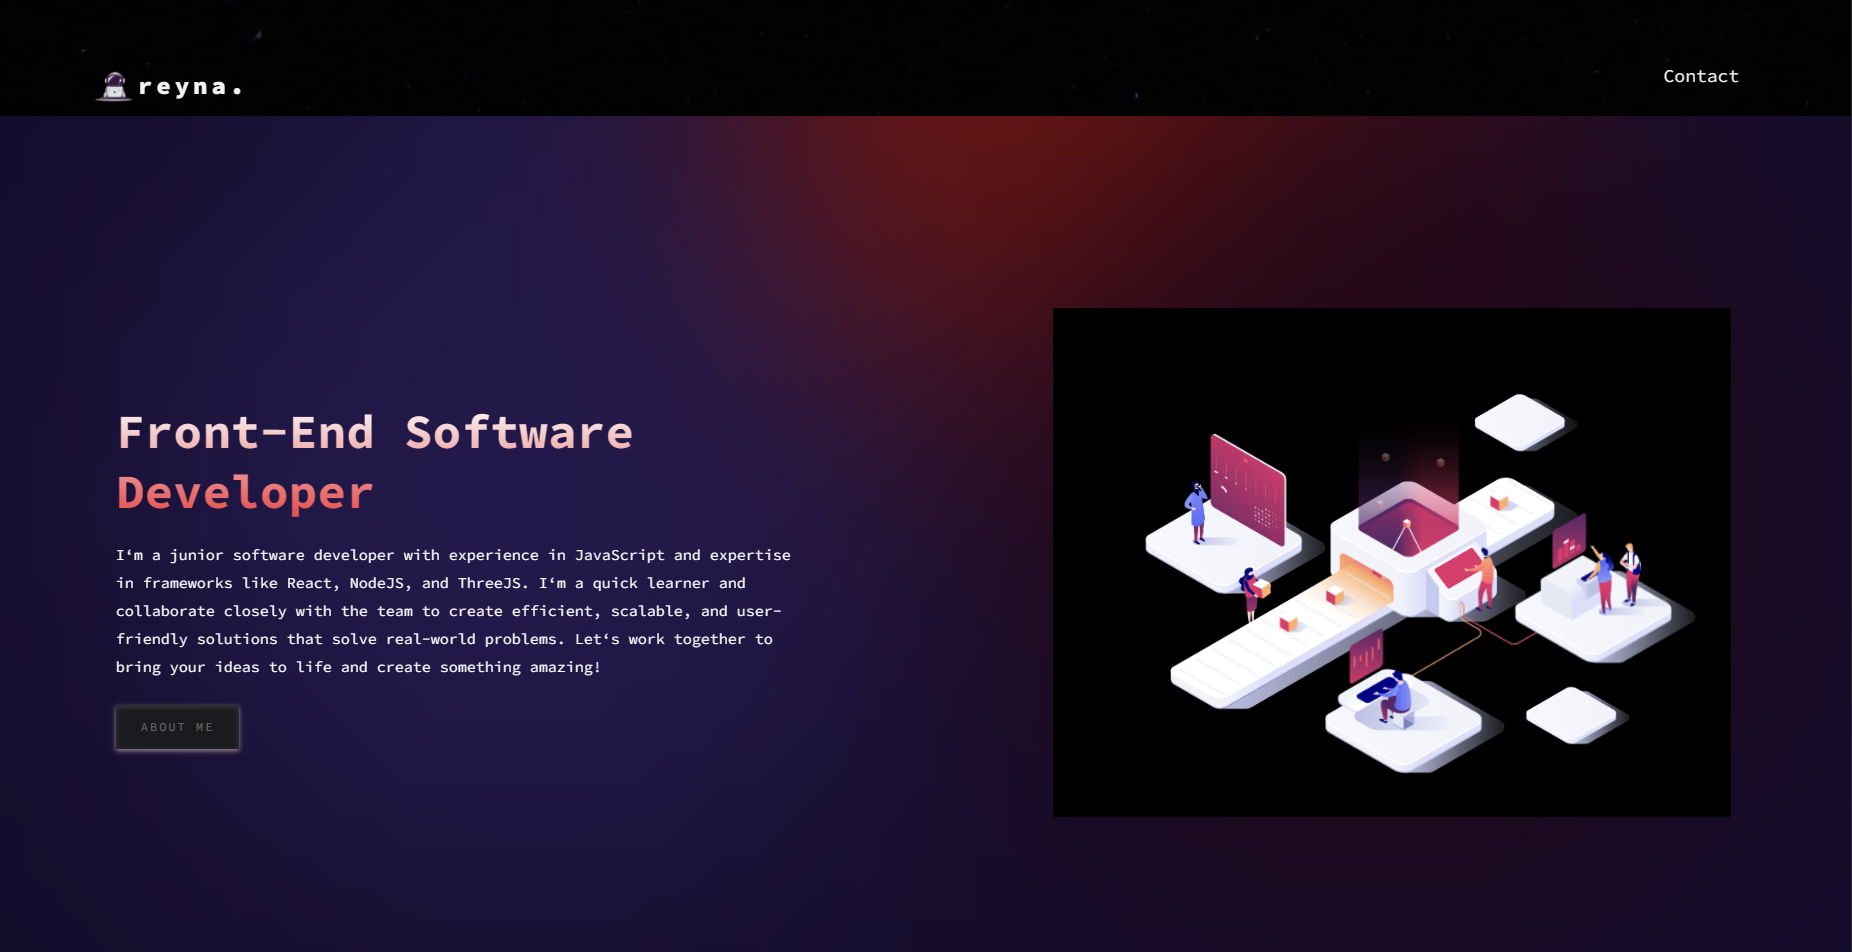 reyna.
Contact
Front-End Software
Developer
I‘m a junior software developer with experience in JavaScript and expertise
in frameworks like React, NodeJS, and ThreeJS. I‘m a quick learner and
collaborate closely with the team to create efficient, scalable, and user-
friendly solutions that solve real-world problems. Let‘s work together to
bring your ideas to life and create something amazing!
ABOUT ME